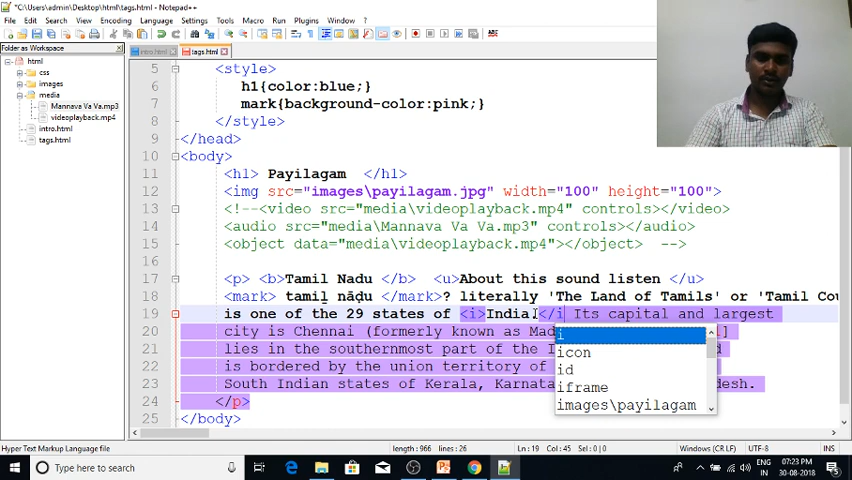 *C:\Users\admin\Desktop\html\tags.html - Notepad++
File Edit Search View Encoding Language Settings Tools Macro Run Plugins Window ?
Folder as Workspace
intro.html tags.html
html
css
images
media
Mannava Va Va.mp3
videoplayback.mp4
intro.html
tags.html
5 <style>
6 h1{color:blue;}
7 mark{background-color:pink;}
8 </style>
9 </head>
10 <body>
11 <h1> Payilagam </h1>
12 <img src="images\payilagam.jpg" width="100" height="100">
13 <!--<video src="media\videoplayback.mp4" controls></video>
14 <audio src="media\Mannava Va Va.mp3" controls></audio>
15 <object data="media\videoplayback.mp4"></object> -->
16
17 <p> <b>Tamil Nadu </b> <u>About this sound listen </u>
18 <mark> tamiḻ nāḍu </mark>? literally 'The Land of Tamils' or 'Tamil Cou
19 is one of the 29 states of <i>India.</i Its capital and largest
20 city is Chennai (formerly known as Mad ]
21 lies in the southernmost part of the I d
22 is bordered by the union territory of
23 South Indian states of Kerala, Karnata desh.
24 </p>
25 </body>
i
icon
id
iframe
images\payilagam
Hyper Text Markup Language file length : 966 lines : 26 Ln : 19 Col : 45 Sel : 0 | 0 Windows (CR LF) UTF-8 INS
Type here to search
ENG
IN
07:23 PM
30-08-2018